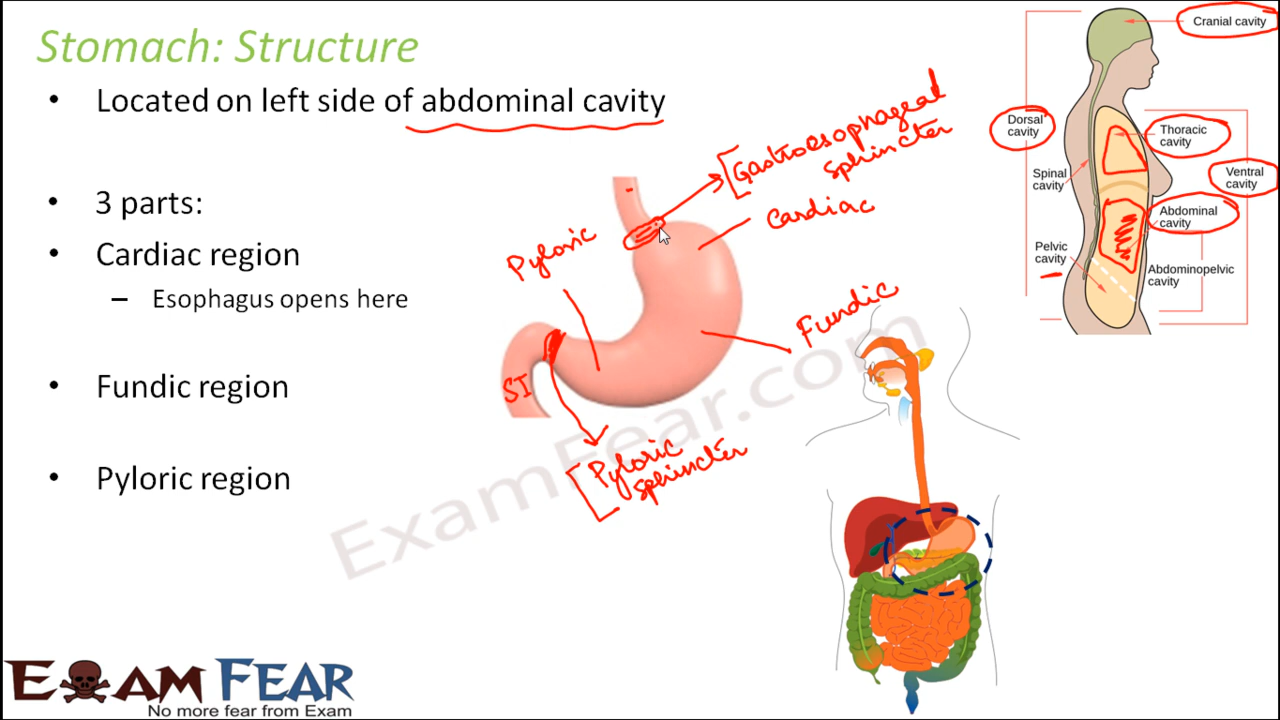 Stomach: Structure
• Located on left side of abdominal cavity
• 3 parts:
• Cardiac region
– Esophagus opens here
• Fundic region
• Pyloric region
Gastroesophageal
sphincter
Cardiac
Pyloric
Fundic
SI
Pyloric
sphincter
Cranial cavity
Dorsal
cavity
Thoracic
cavity
Spinal
cavity
Ventral
cavity
Abdominal
cavity
Pelvic
cavity
Abdominopelvic
cavity
ExamFear.com
EXAM FEAR
No more fear from Exam